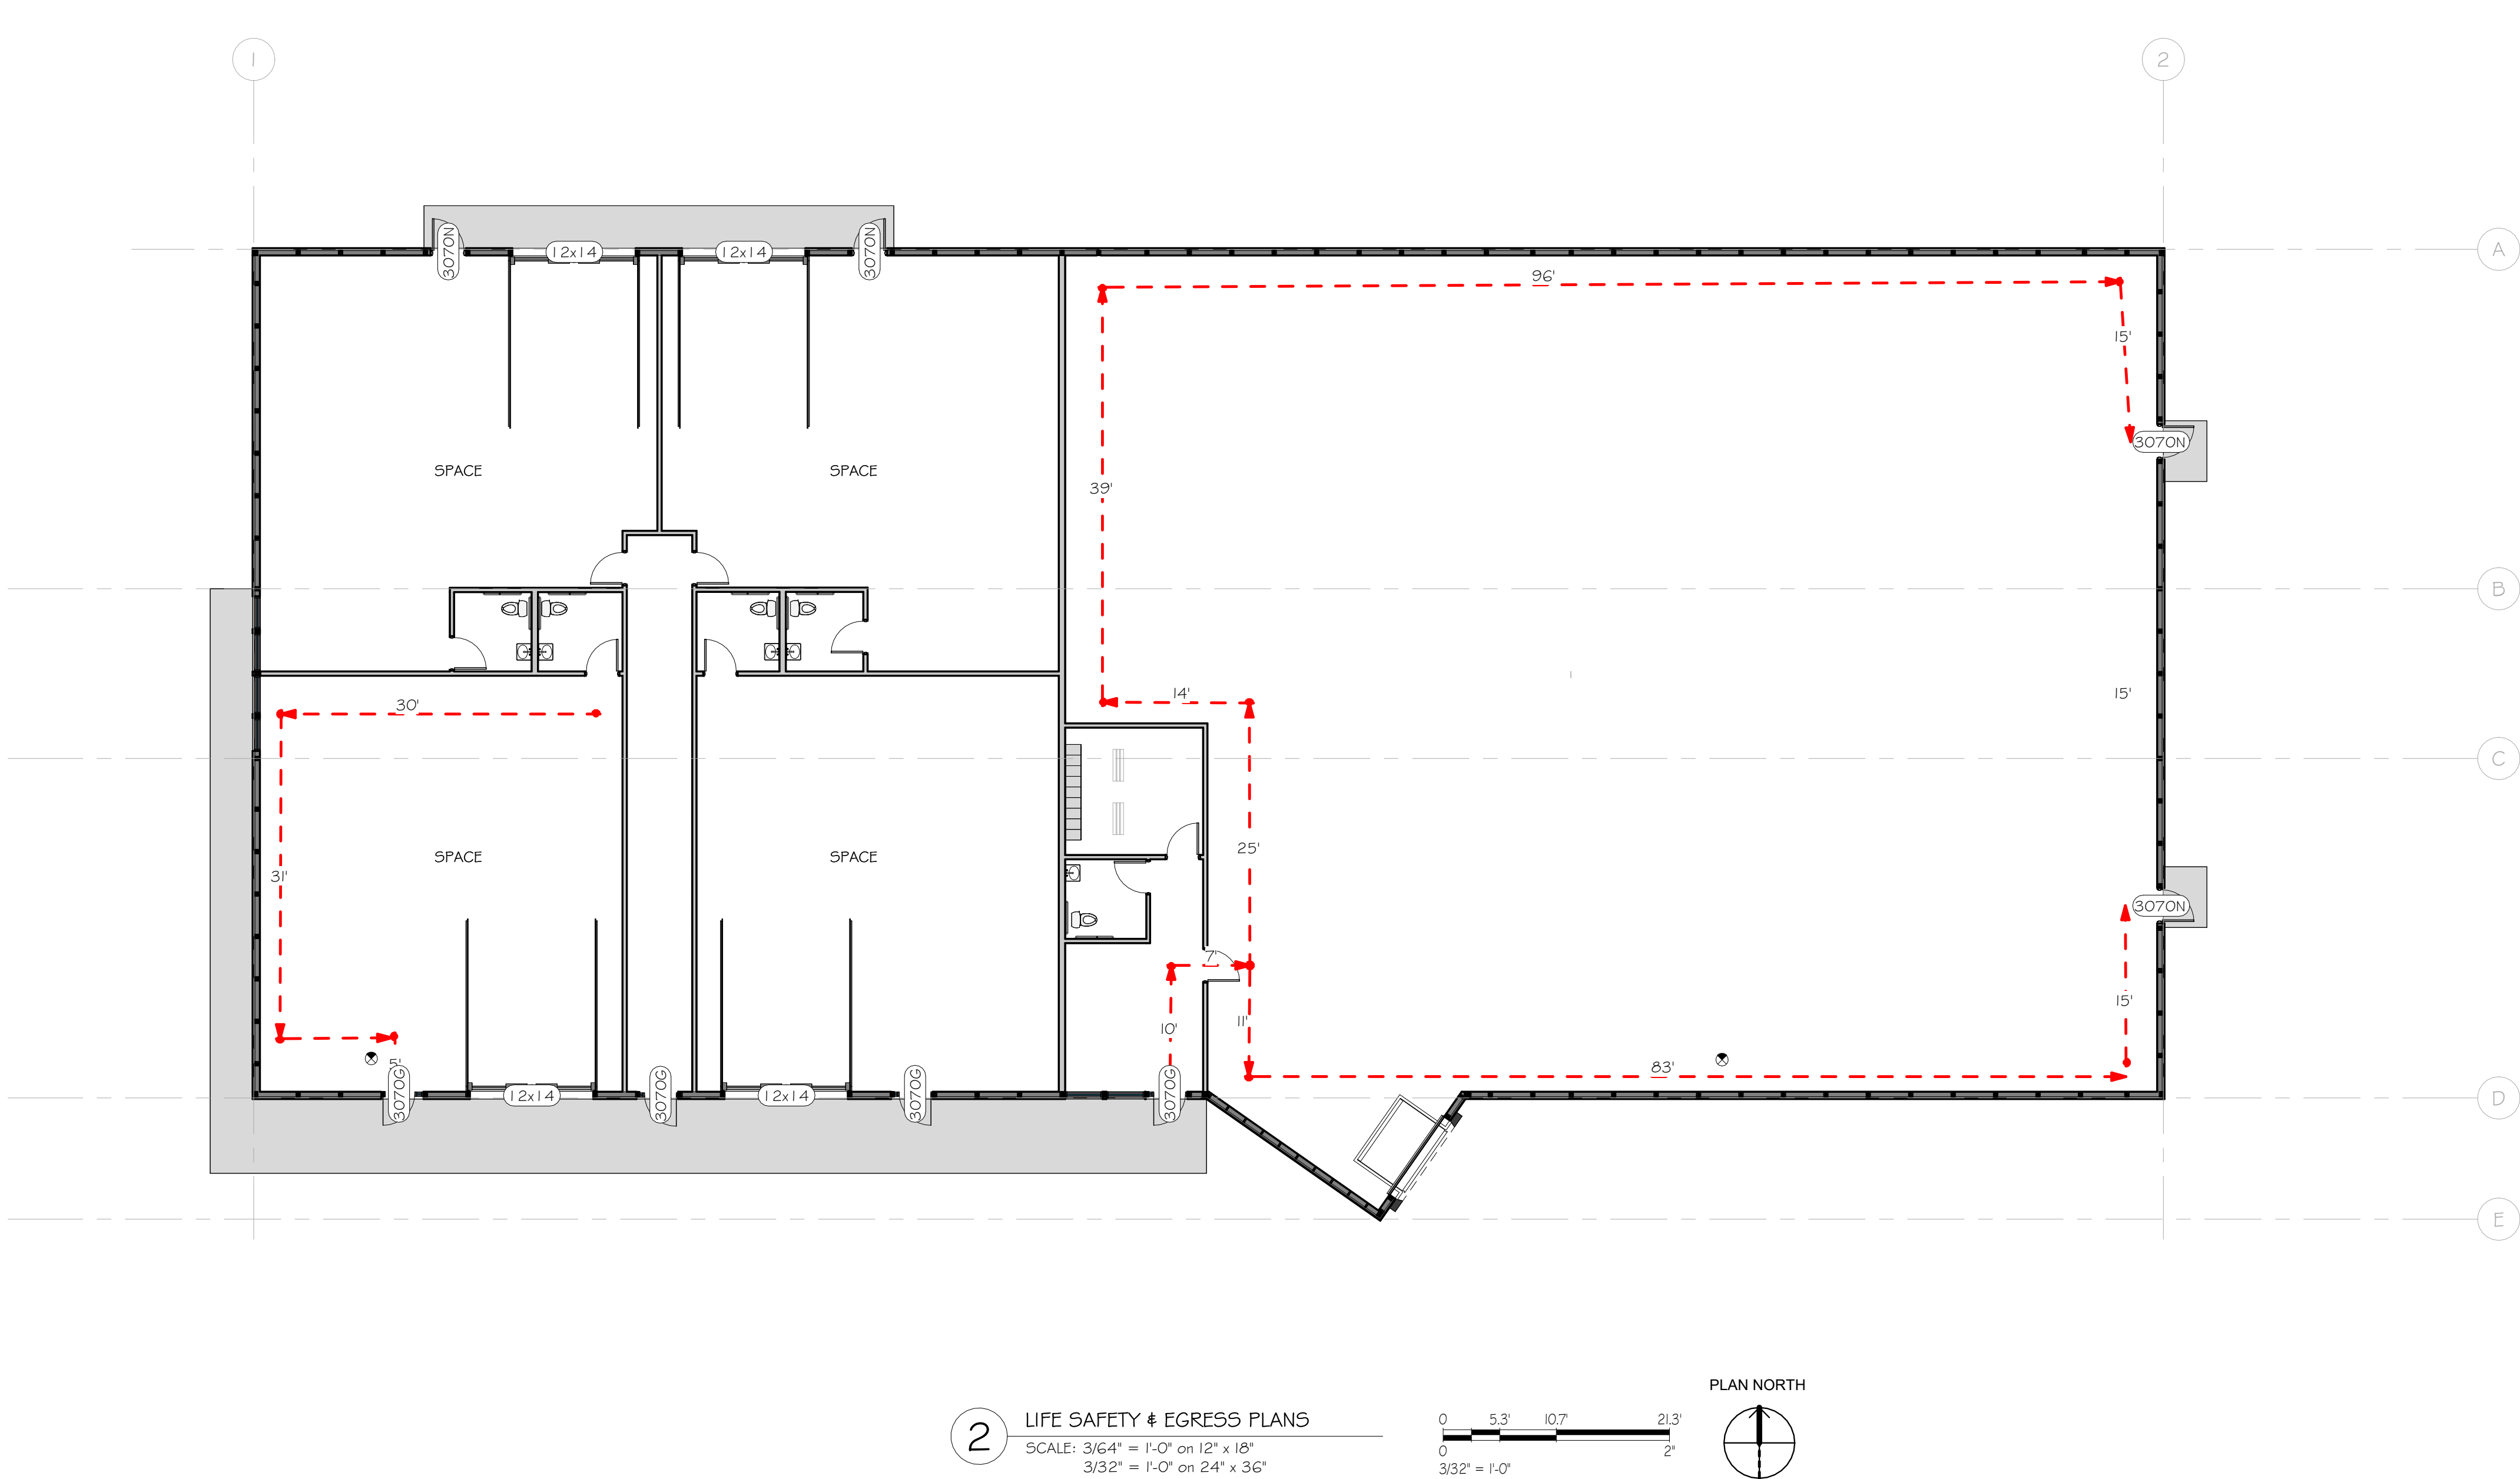 1
2
3070N
12x14
12x14
3070N
A
96'
15'
3070N
SPACE
SPACE
39'
B
14'
15'
30'
C
25'
SPACE
SPACE
31'
3070N
7'
15'
10'
11'
5'
83'
3070G
12x14
3070G
12x14
3070G
3070G
D
E
PLAN NORTH
2
LIFE SAFETY & EGRESS PLANS
SCALE: 3/64" = 1'-0" on 12" x 18"
3/32" = 1'-0" on 24" x 36"
0 5.3' 10.7' 21.3'
0 2"
3/32" = 1'-0"